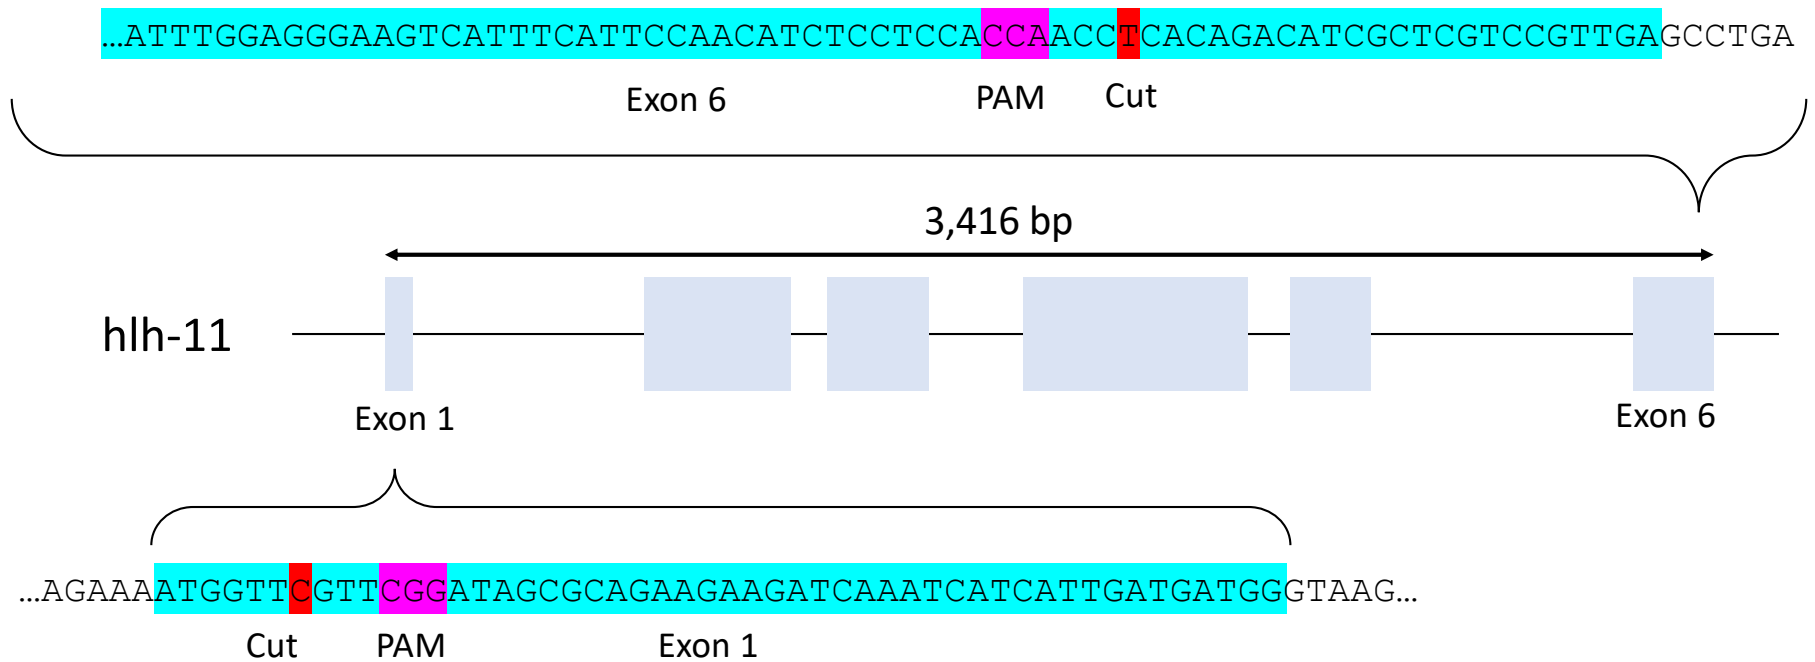 ...ATTTGGAGGGAAGTCATTTCATTCCAACATCTCCTCCACCAACCTCACAGACATCGCTCGTCCGTTGAGCCTGA
Exon 6 PAM Cut
3,416 bp
hlh-11
Exon 1 Exon 6
...AGAAAATGGTTCGTTCGGATAGCGCAGAAGAAGATCAAATCATCATTGATGATGGGTAAG...
Cut PAM Exon 1